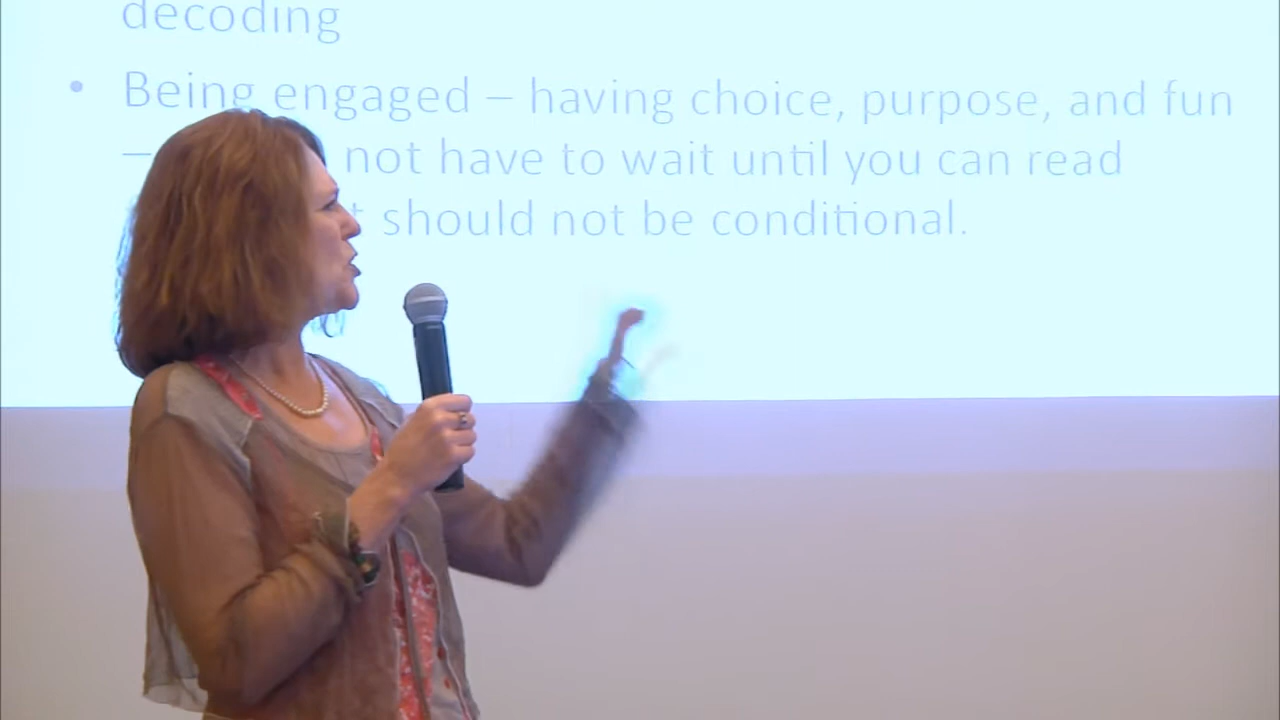 decoding
• Being engaged – having choice, purpose, and fun
– not have to wait until you can read
should not be conditional.